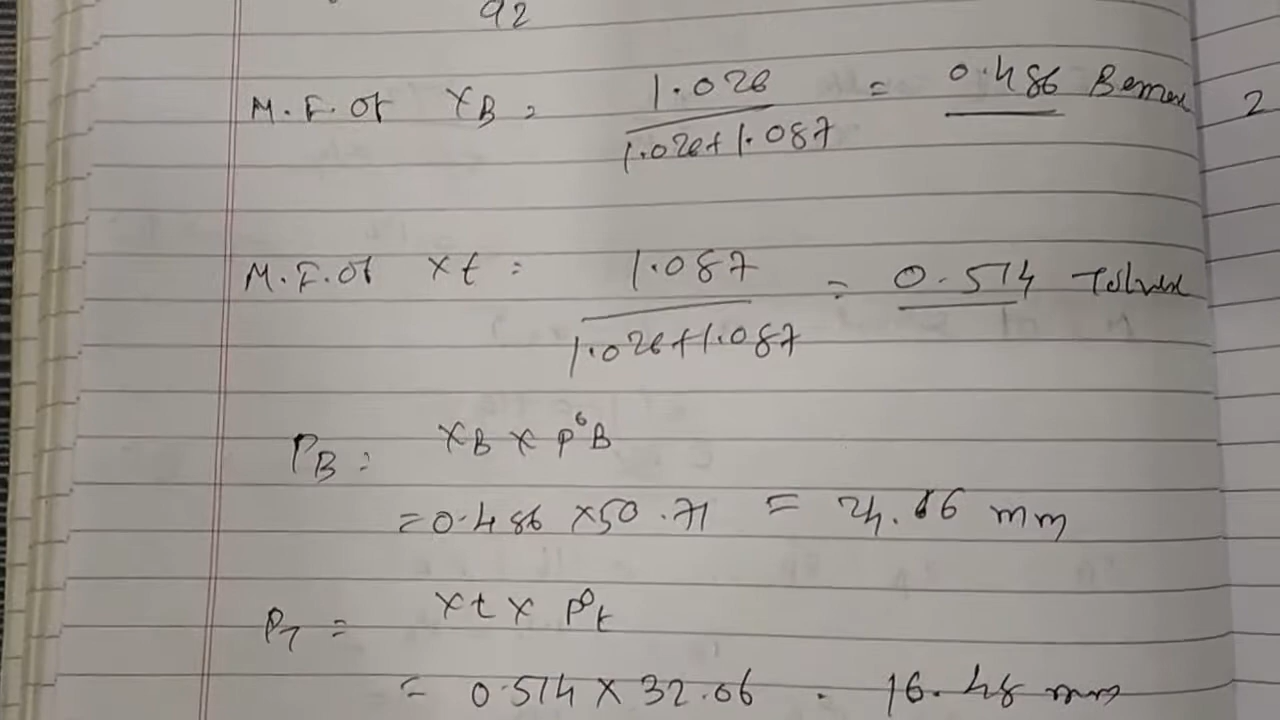 92
M.F. of xB = 1.026 / 1.026+1.087 = 0.486 Benzene
2
M.F. of xt = 1.087 / 1.026+1.087 = 0.514 Toluene
PB = xB × p°B
= 0.486 × 50.71 = 24.66 mm
PT = xt × p°t
= 0.514 × 32.06 = 16.48 mm